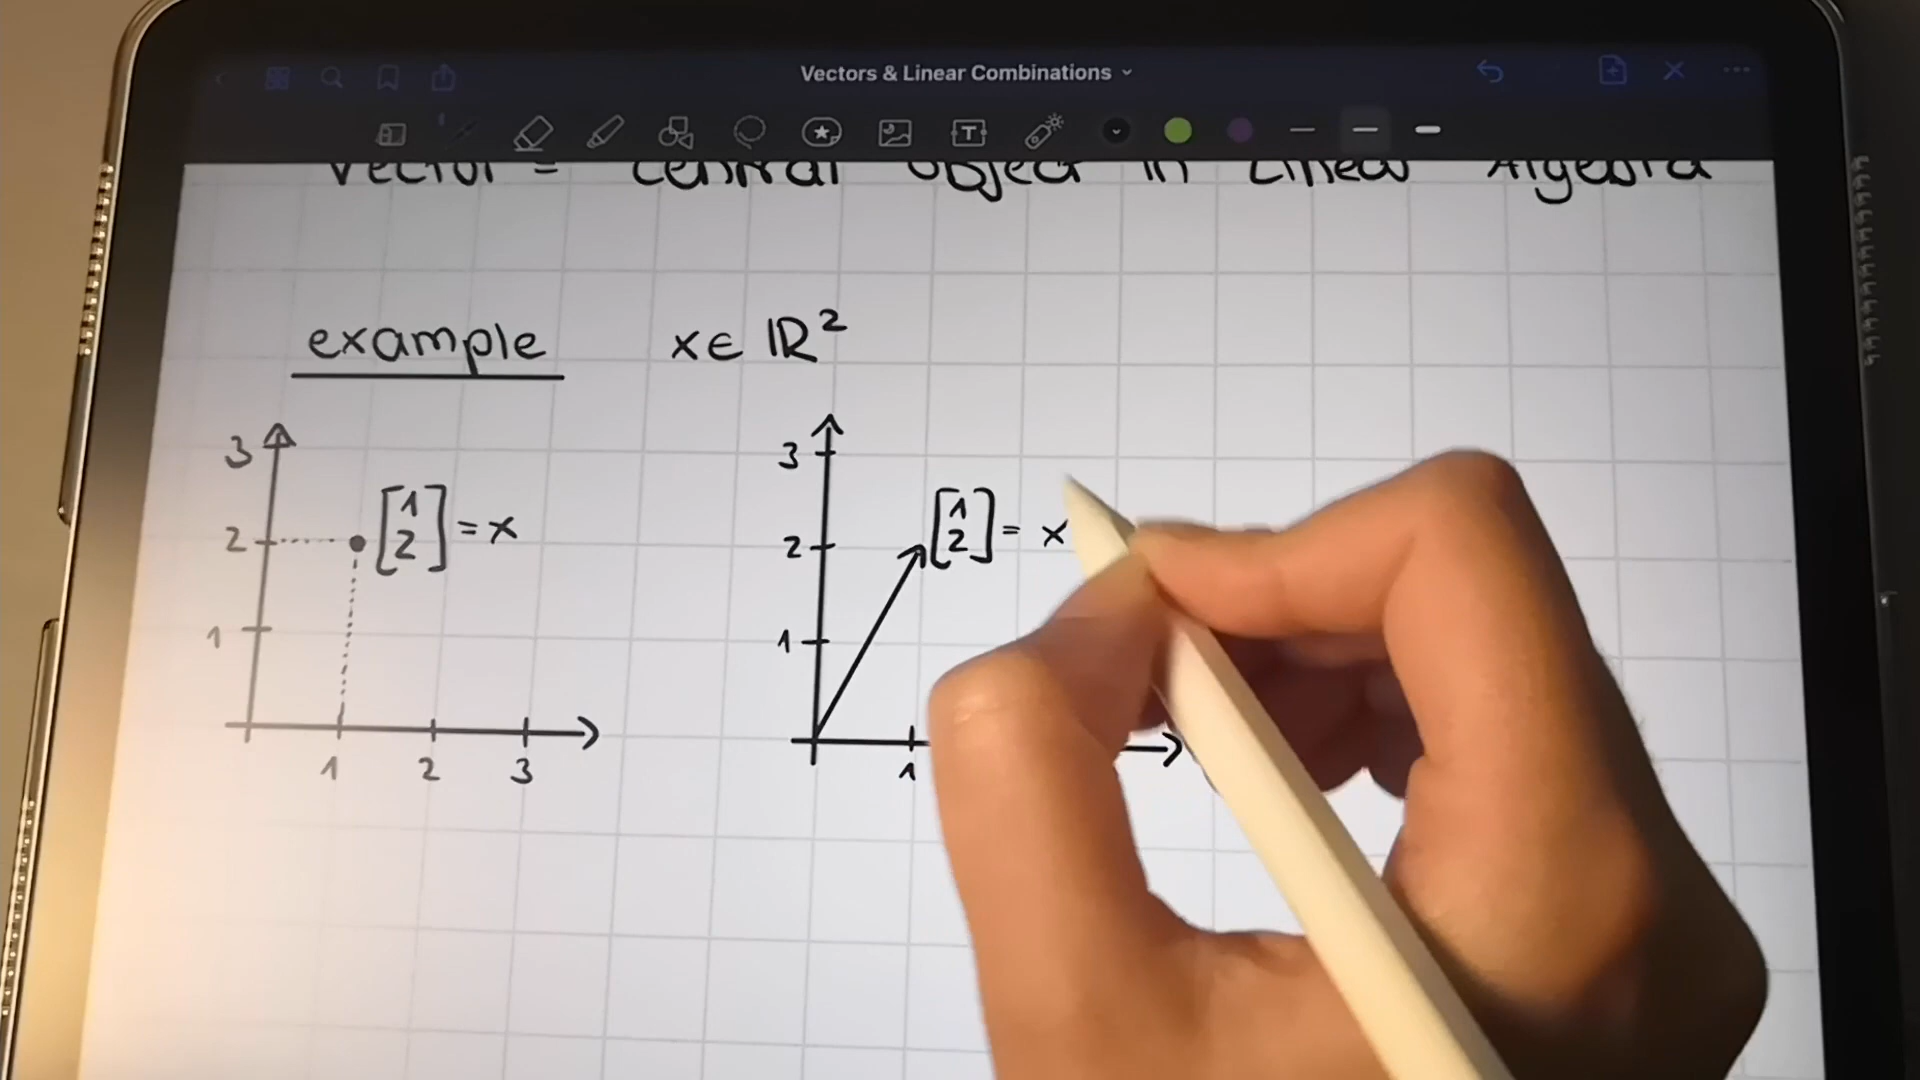 Vectors & Linear Combinations
T
Vector = central object in Linear Algebra
example x ∈ ℝ²
3
2
1
[1 2] = x
1 2 3
3
2
1
[1 2] = x
1